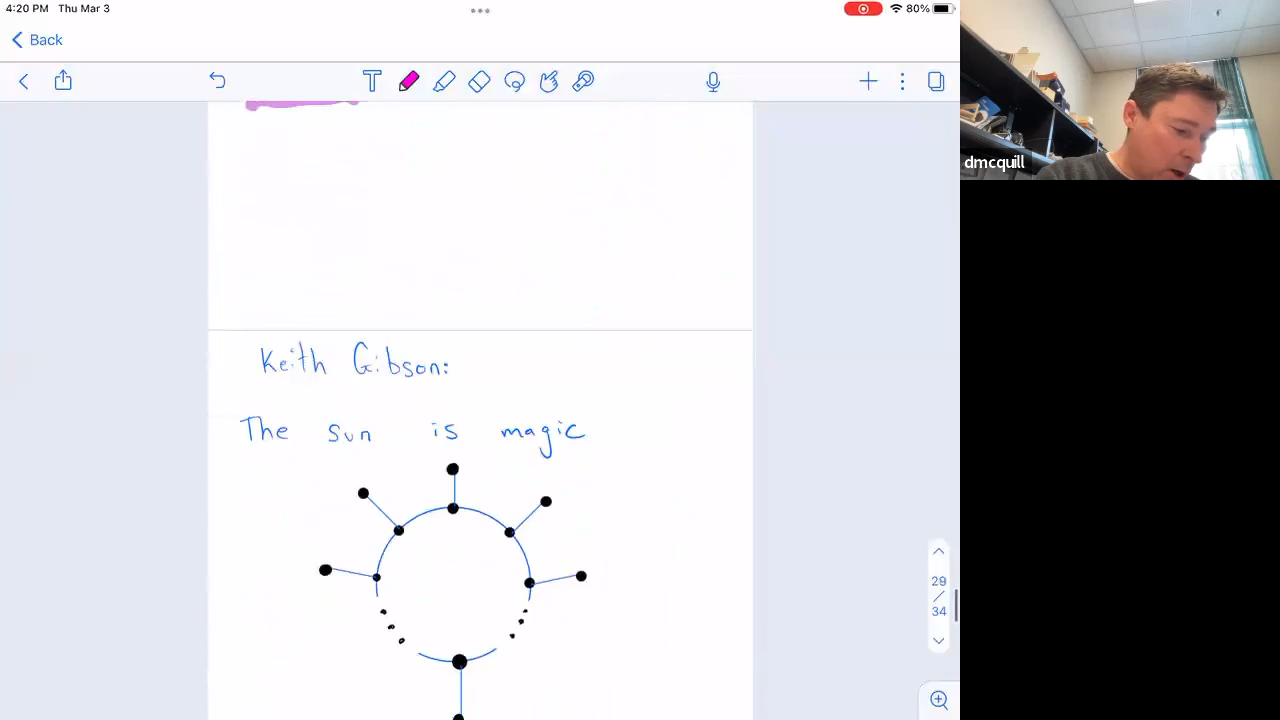 4:20 PM Thu Mar 3
80%
Back
T
dmcquill
Keith Gibson:
The sun is magic
29
/
34